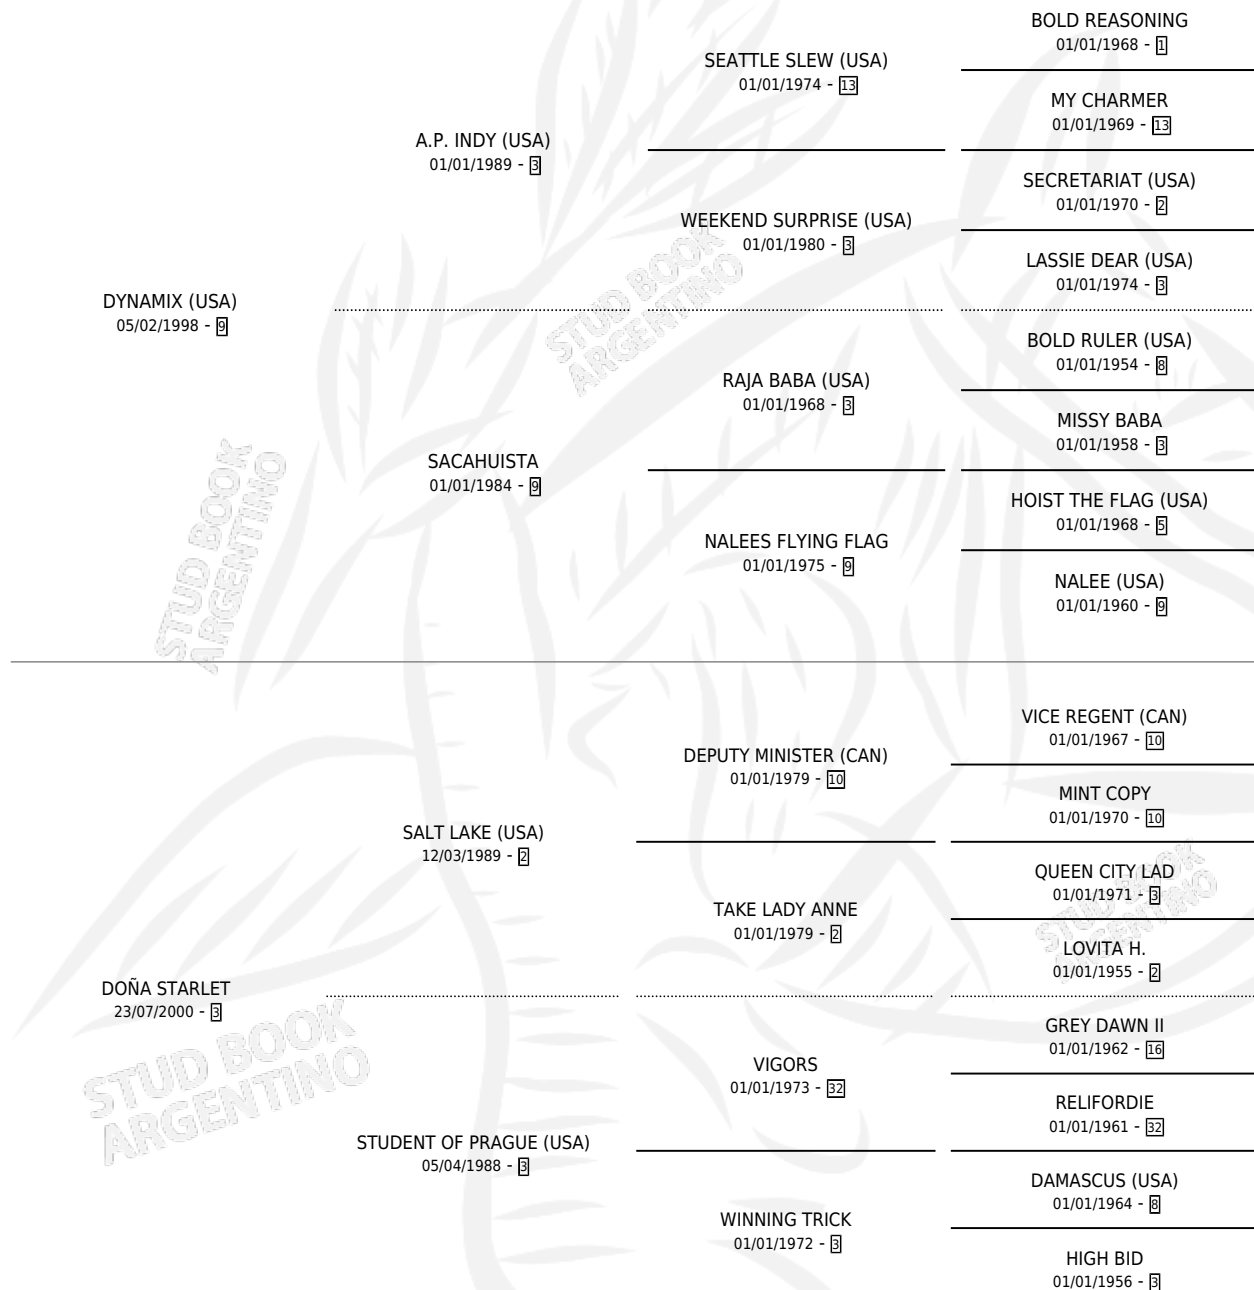 BOLD REASONING
01/01/1968 - 1
SEATTLE SLEW (USA)
01/01/1974 - 13
MY CHARMER
01/01/1969 - 13
A.P. INDY (USA)
01/01/1989 - 3
SECRETARIAT (USA)
01/01/1970 - 2
WEEKEND SURPRISE (USA)
01/01/1980 - 3
LASSIE DEAR (USA)
01/01/1974 - 3
DYNAMIX (USA)
05/02/1998 - 9
BOLD RULER (USA)
01/01/1954 - 8
RAJA BABA (USA)
01/01/1968 - 3
MISSY BABA
01/01/1958 - 3
SACAHUISTA
01/01/1984 - 9
HOIST THE FLAG (USA)
01/01/1968 - 5
NALEES FLYING FLAG
01/01/1975 - 9
NALEE (USA)
01/01/1960 - 9
VICE REGENT (CAN)
01/01/1967 - 10
DEPUTY MINISTER (CAN)
01/01/1979 - 10
MINT COPY
01/01/1970 - 10
SALT LAKE (USA)
12/03/1989 - 2
QUEEN CITY LAD
01/01/1971 - 3
TAKE LADY ANNE
01/01/1979 - 2
LOVITA H.
01/01/1955 - 2
DOÑA STARLET
23/07/2000 - 3
GREY DAWN II
01/01/1962 - 16
VIGORS
01/01/1973 - 32
RELIFORDIE
01/01/1961 - 32
STUDENT OF PRAGUE (USA)
05/04/1988 - 3
DAMASCUS (USA)
01/01/1964 - 8
WINNING TRICK
01/01/1972 - 3
HIGH BID
01/01/1956 - 3
STUD BOOK
ARGENTINO
STUD BOOK
ARGENTINO
STUD BOOK
ARGENTINO
STUD BOOK
ARGENTINO